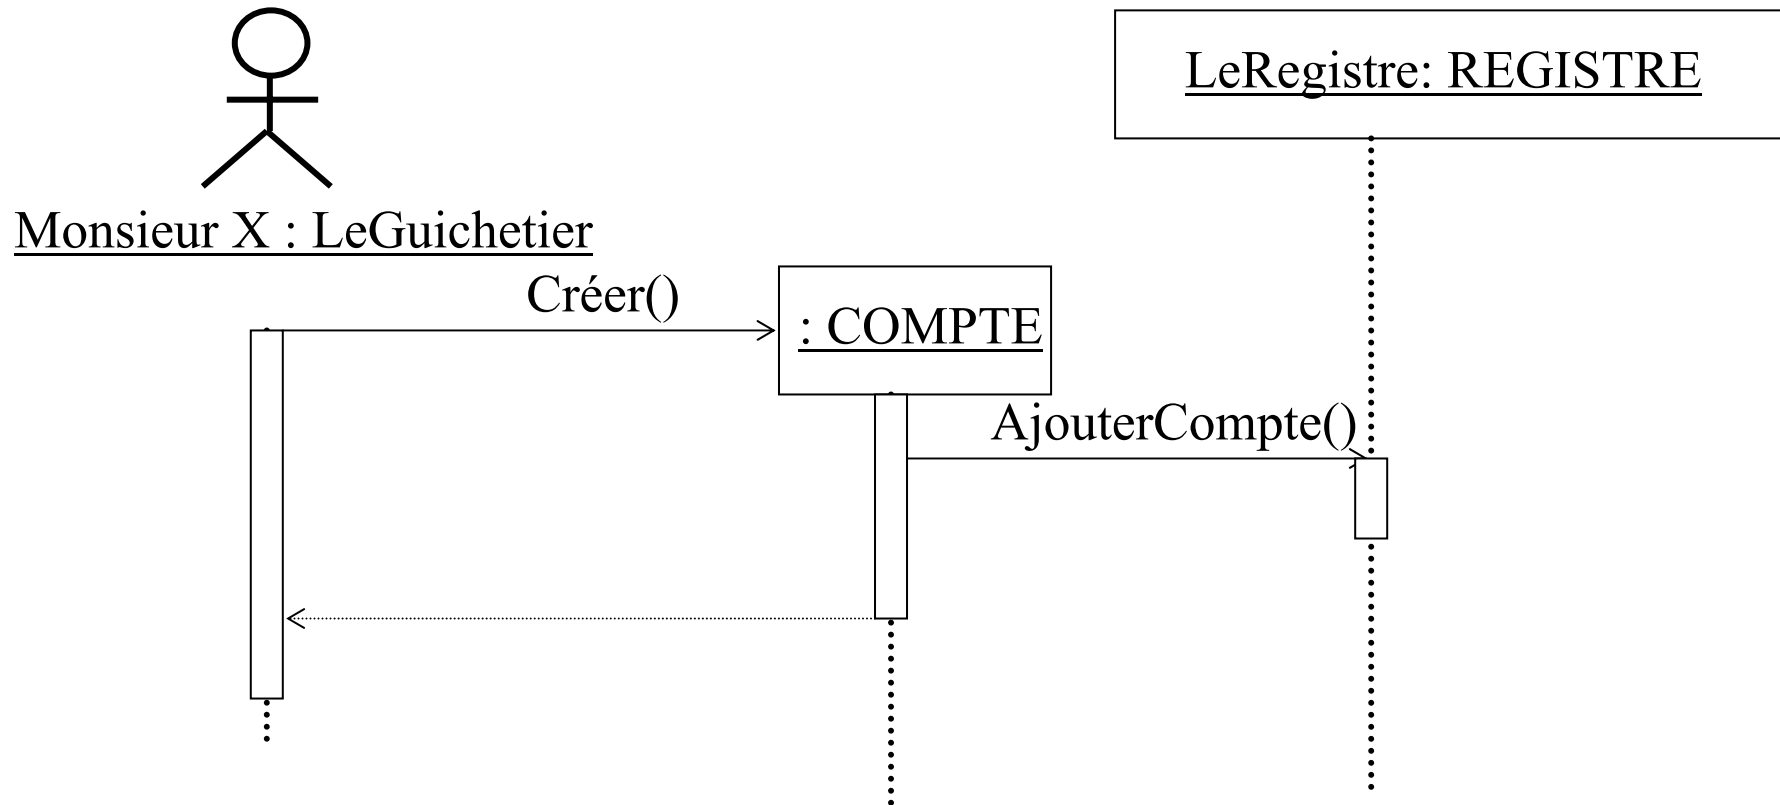 LeRegistre: REGISTRE
Monsieur X : LeGuichetier
Créer()
: COMPTE
AjouterCompte()